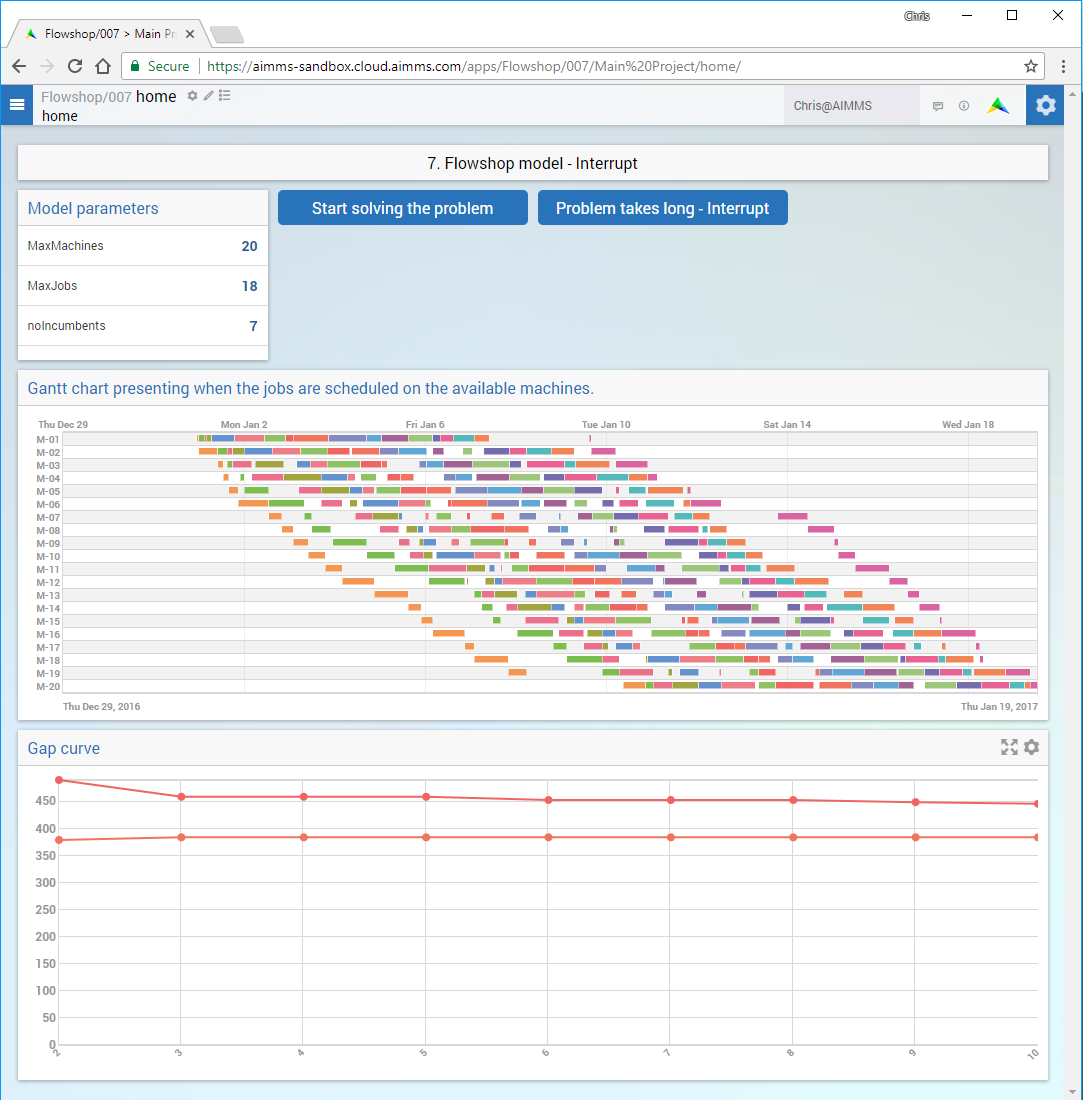 Chris
Flowshop/007 > Main Pr
Secure https://aimms-sandbox.cloud.aimms.com/apps/Flowshop/007/Main%20Project/home/
Flowshop/007 home
home
Chris@AIMMS
7. Flowshop model - Interrupt
Model parameters
Start solving the problem
Problem takes long - Interrupt
MaxMachines 20
MaxJobs 18
noIncumbents 7
Gantt chart presenting when the jobs are scheduled on the available machines.
Thu Dec 29 Mon Jan 2 Fri Jan 6 Tue Jan 10 Sat Jan 14 Wed Jan 18
M-01
M-02
M-03
M-04
M-05
M-06
M-07
M-08
M-09
M-10
M-11
M-12
M-13
M-14
M-15
M-16
M-17
M-18
M-19
M-20
Thu Dec 29, 2016 Thu Jan 19, 2017
Gap curve
450
400
350
300
250
200
150
100
50
0
2 3 4 5 6 7 8 9 10